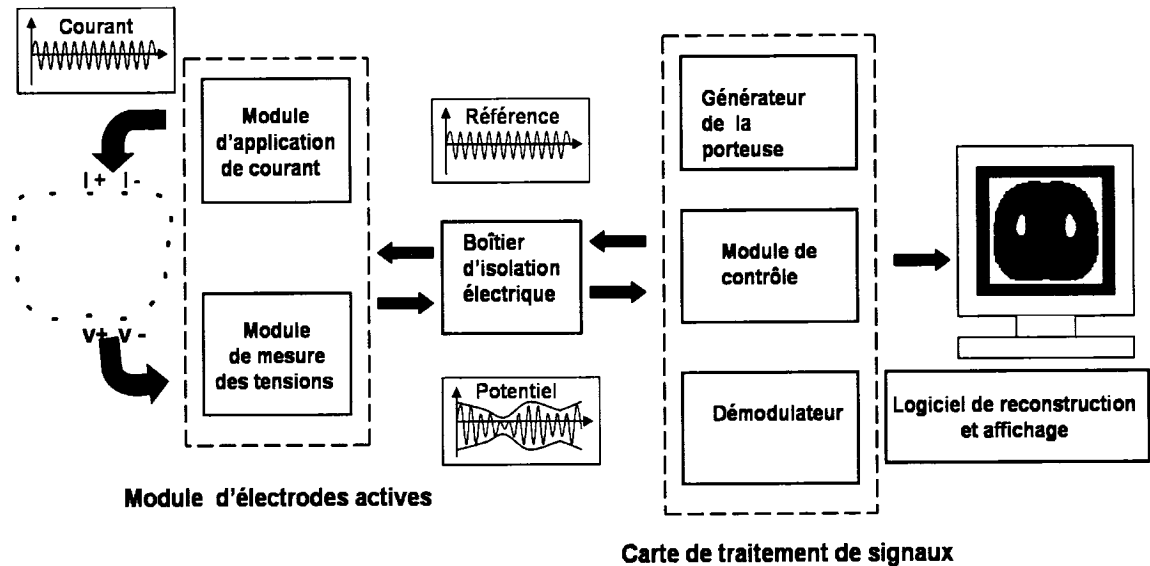 Courant
I+ I-
v+ v-
Module
d'application
de courant
Module
de mesure
des tensions
Module d'électrodes actives
Référence
Boîtier
d'isolation
électrique
Potentiel
Générateur
de la
porteuse
Module de
contrôle
Démodulateur
Carte de traitement de signaux
Logiciel de reconstruction
et affichage